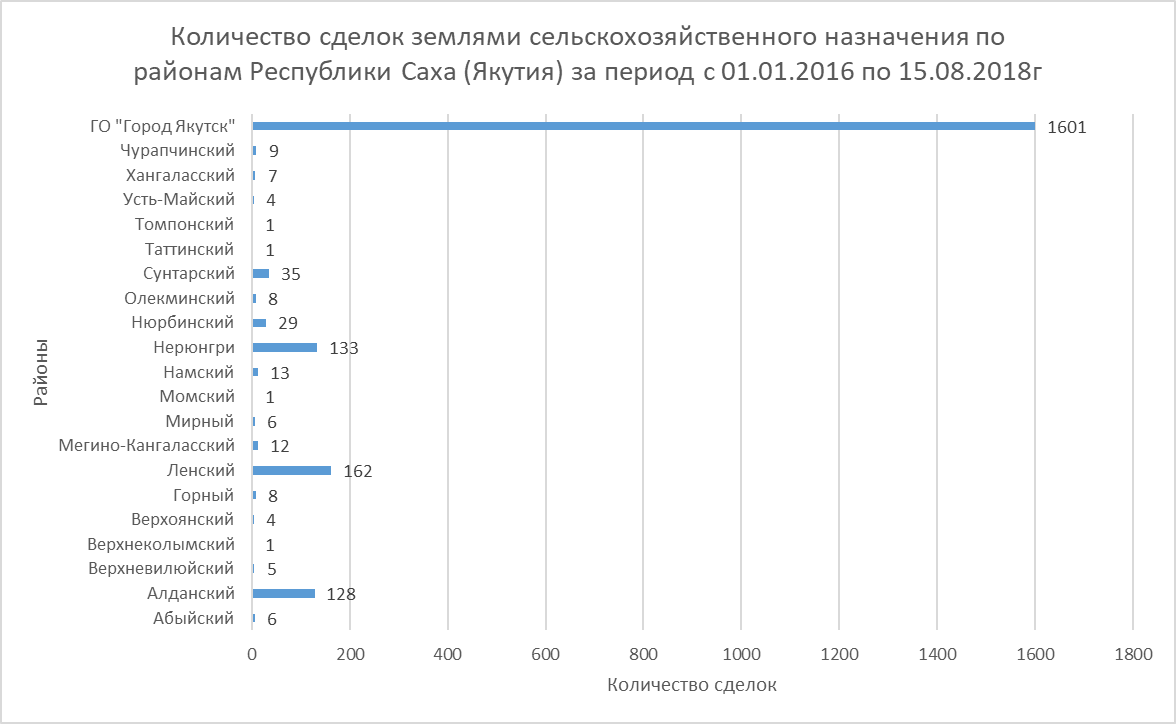 Количество сделок землями сельскохозяйственного назначения по
районам Республики Саха (Якутия) за период с 01.01.2016 по 15.08.2018г
Районы
ГО "Город Якутск" 1601
Чурапчинский 9
Хангаласский 7
Усть-Майский 4
Томпонский 1
Таттинский 1
Сунтарский 35
Олекминский 8
Нюрбинский 29
Нерюнгри 133
Намский 13
Момский 1
Мирный 6
Мегино-Кангаласский 12
Ленский 162
Горный 8
Верхоянский 4
Верхнеколымский 1
Верхневилюйский 5
Алданский 128
Абыйский 6
0 200 400 600 800 1000 1200 1400 1600 1800
Количество сделок